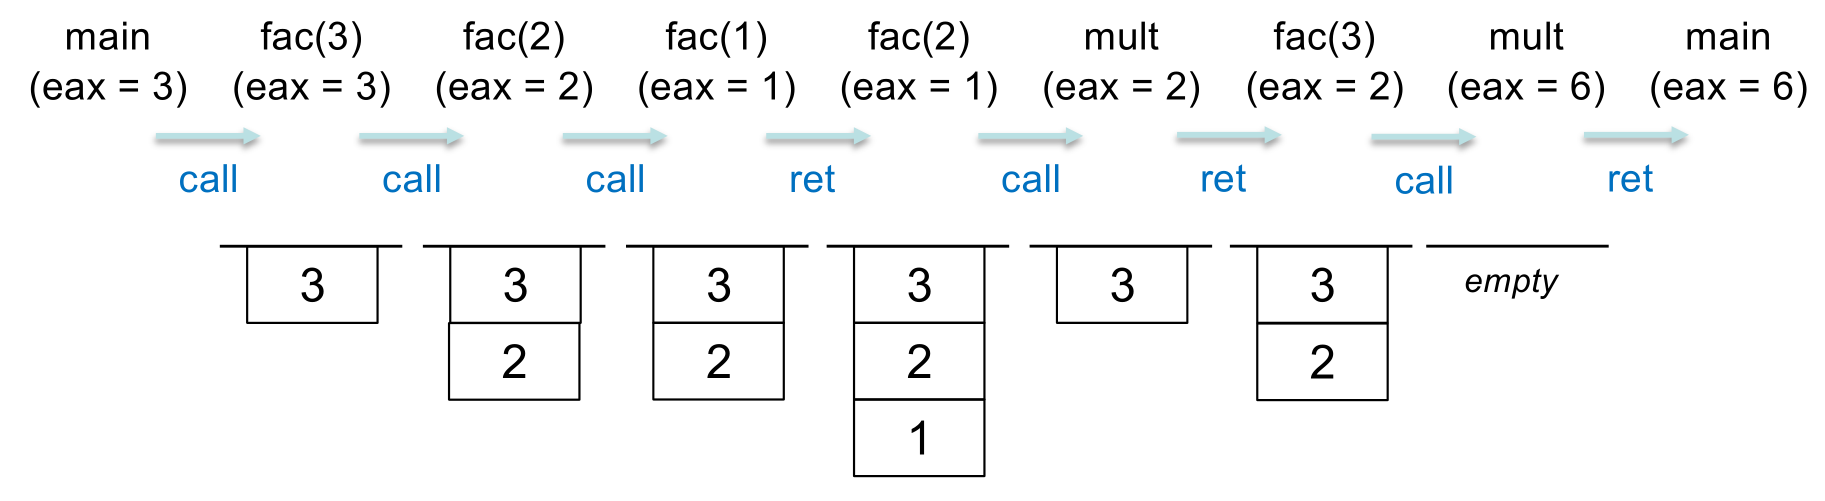 main fac(3) fac(2) fac(1) fac(2) mult fac(3) mult main
(eax = 3) (eax = 3) (eax = 2) (eax = 1) (eax = 1) (eax = 2) (eax = 2) (eax = 6) (eax = 6)
call call call ret call ret call ret
3 3 3 3 3 3 empty
2 2 2 2
1